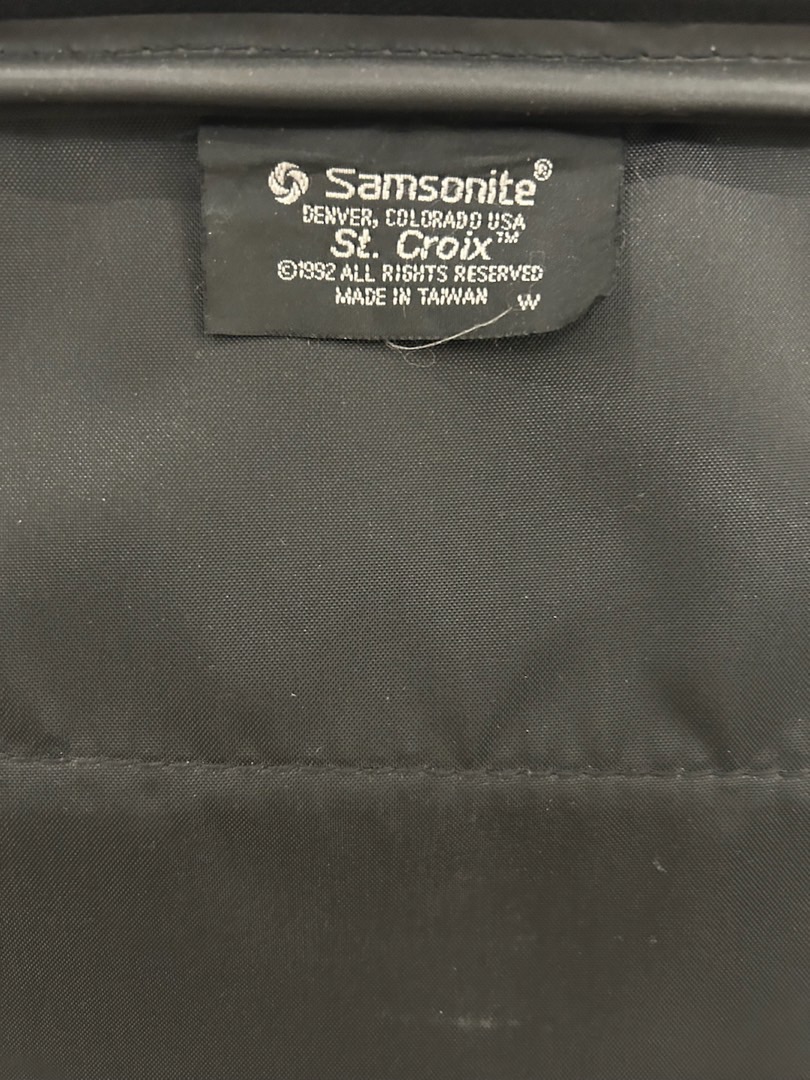 Samsonite®
DENVER, COLORADO USA
St. Croix™
©1992 ALL RIGHTS RESERVED
MADE IN TAIWAN W